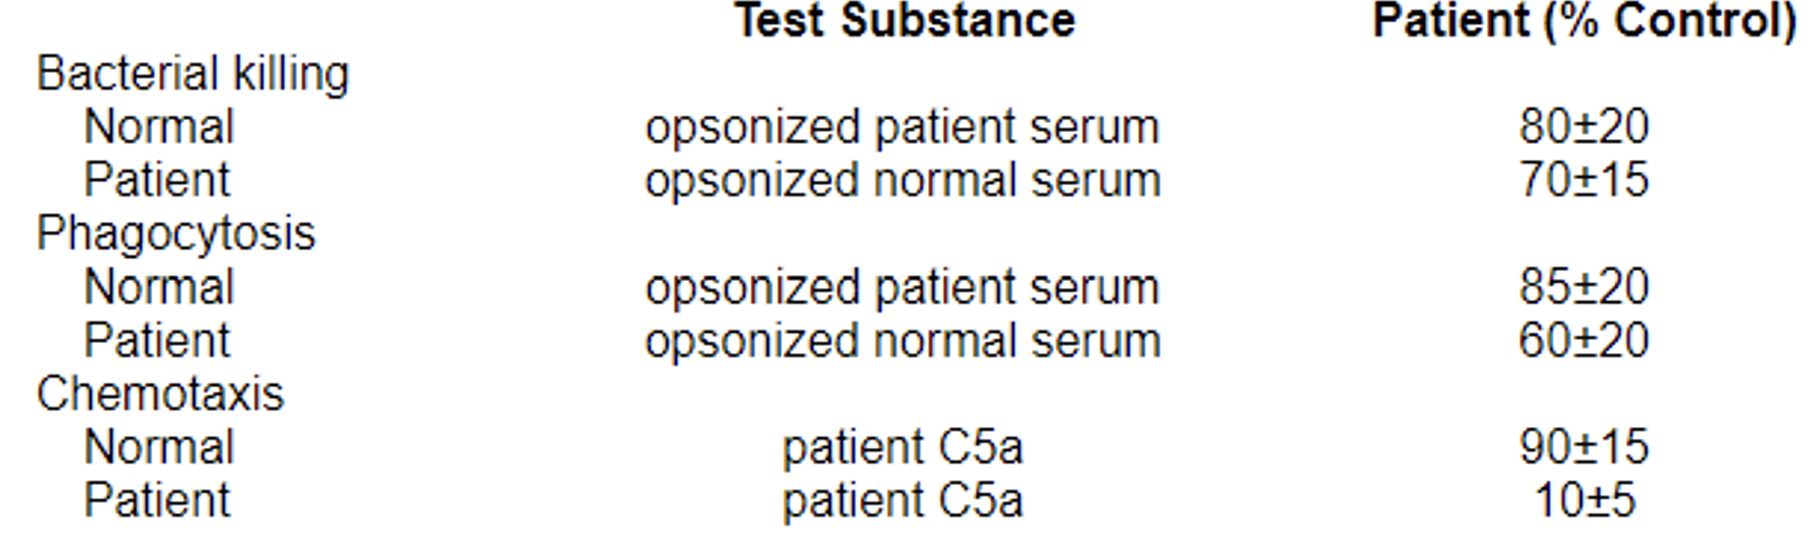 Test Substance Patient (% Control)
Bacterial killing
Normal opsonized patient serum 80±20
Patient opsonized normal serum 70±15
Phagocytosis
Normal opsonized patient serum 85±20
Patient opsonized normal serum 60±20
Chemotaxis
Normal patient C5a 90±15
Patient patient C5a 10±5